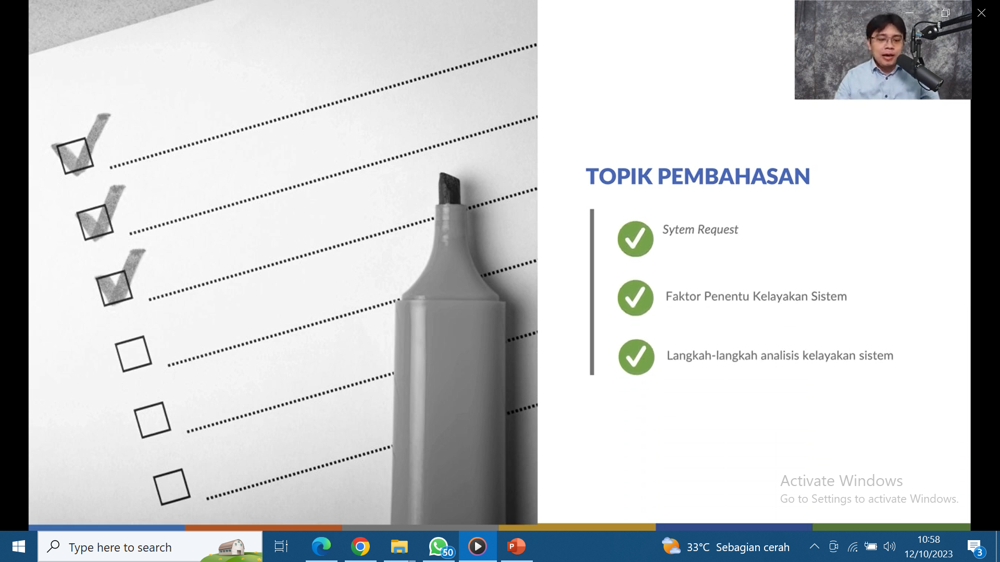 TOPIK PEMBAHASAN
Sytem Request
Faktor Penentu Kelayakan Sistem
Langkah-langkah analisis kelayakan sistem
Activate Windows
Go to Settings to activate Windows.
Type here to search
50
P
33°C Sebagian cerah
10:58
12/10/2023
3